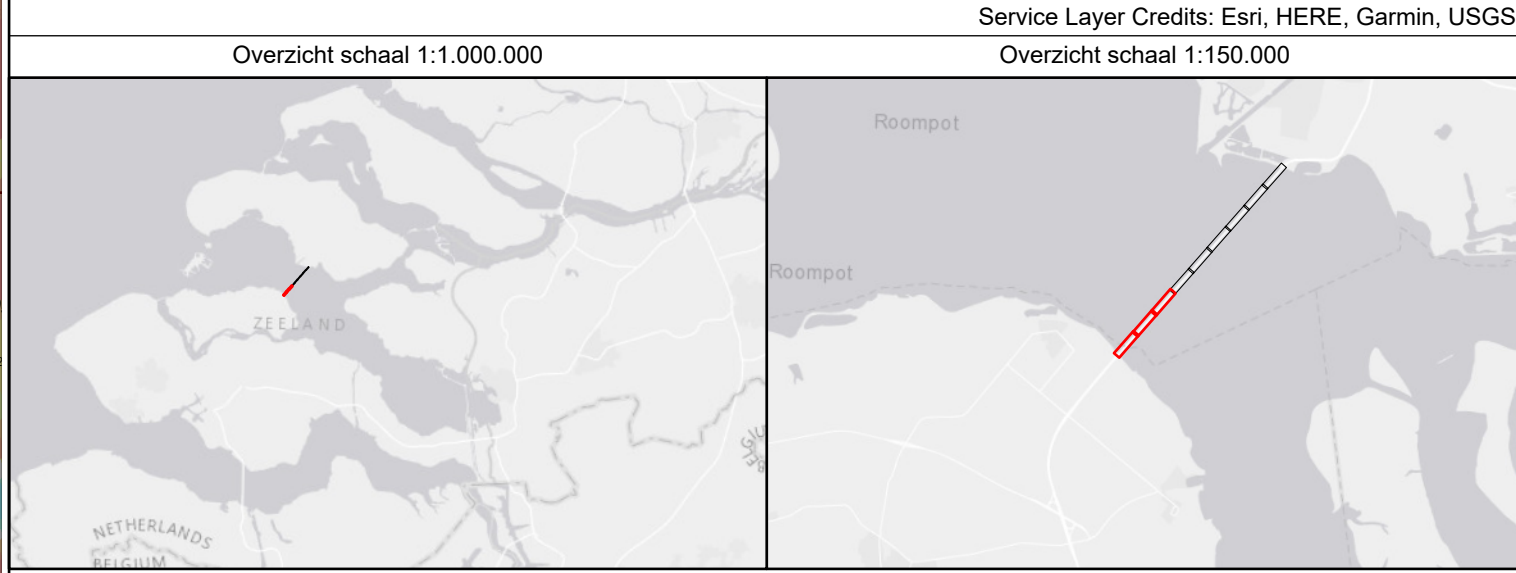 Service Layer Credits: Esri, HERE, Garmin, USGS
Overzicht schaal 1:1.000.000
Overzicht schaal 1:150.000
ZEELAND
NETHERLANDS
BELGIUM
Roompot
Roompot